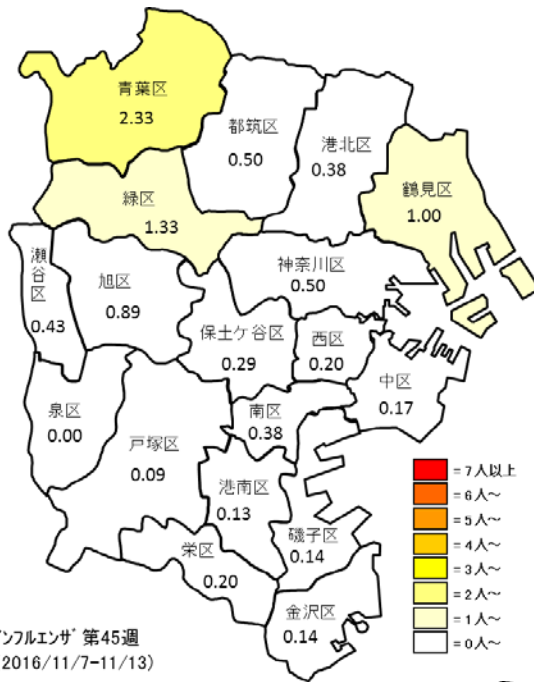 青葉区
2.33
都筑区
0.50
港北区
0.38
鶴見区
1.00
緑区
1.33
瀬谷区
0.43
旭区
0.89
神奈川区
0.50
保土ケ谷区
0.29
西区
0.20
中区
0.17
泉区
0.00
戸塚区
0.09
南区
0.38
港南区
0.13
磯子区
0.14
栄区
0.20
金沢区
0.14
=7人以上
=6人～
=5人～
=4人～
=3人～
=2人～
=1人～
=0人～
ンフルエンザ 第45週
2016/11/7-11/13)